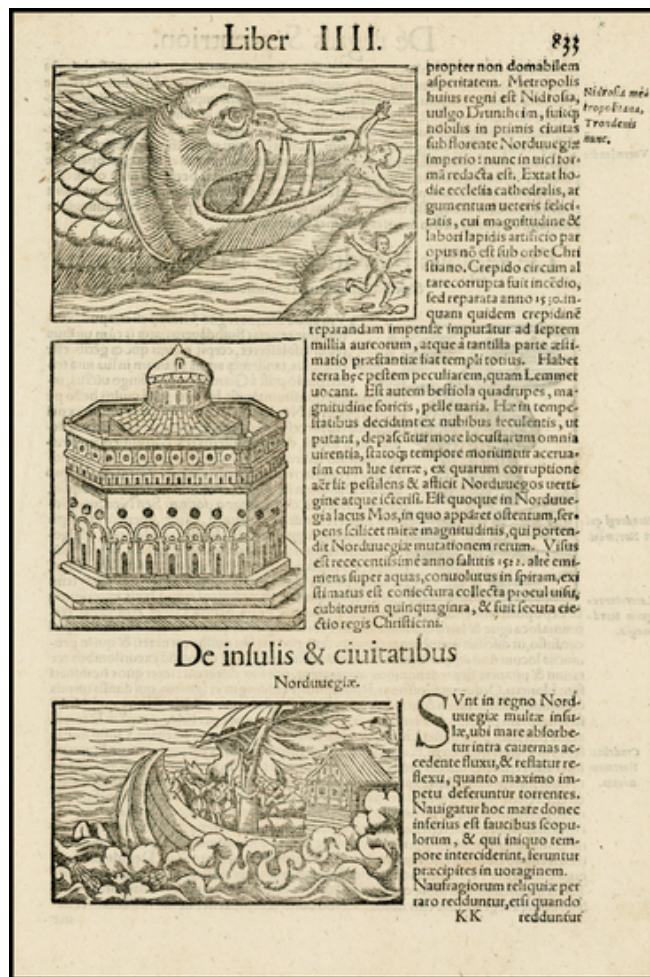 Liber IIII. 833
propter non domabilem
asperitatem. Metropolis
huius regni est Nidrosia,
uulgo Druntheim, fuitq́;
nobilis in primis ciuitas
sub florente Norduuegiæ
imperio: nunc in uici for-
mã redacta est. Extat ho-
die ecclesia cathedralis, ar
gumentum ueteris felici-
tatis, cui magnitudine &
labori lapidis artificio par
opus nõ est sub orbe Chri
stiano. Crepido circum al
tare corrupta fuit incẽdio,
sed reparata anno 1530. in-
quam quidem crepidinẽ
reparandam impensæ imputãtur ad septem
millia aureorum, atque à tantilla parte æsti-
matio præstantiæ fiat templi totius. Habet
terra hęc pestem peculiarem, quam Lemmer
uocant. Est autem bestiola quadrupes, ma-
gnitudine soricis, pelle uaria. Hæ in tempe-
statibus decidunt ex nubibus feculentis, ut
putant, depascũtur more locustarum omnia
uirentia, statoq́; tempore moriuntur acerua-
tim cum lue terræ, ex quarum corruptione
aër fit pestilens & afficit Norduuegos uerti-
gine atque icteriti. Est quoque in Norduue-
gia lacus Mos, in quo apparet ostentum, ser-
pens scilicet miræ magnitudinis, qui porten-
dit Norduuegiæ mutationem rerum. Visus
est recentissimè anno salutis 1522. altè emi-
mens super aquas, conuolutus in spiram, exi
stimatus est coniectura collecta procul uisus,
cubitorum quinquaginta, & fuit secuta eie-
ctio regis Christierni.
Nidrosia
metropolitana,
Trondenis
nunc.
De insulis & ciuitatibus
Norduuegiæ.
SVnt in regno Nord-
uuegiæ multæ insu-
læ, ubi mare absorbe-
tur intra cauernas ac-
cedente fluxu, & reflatur re-
flexu, quanto maximo im-
petu deferuntur torrentes.
Nauigatur hoc mare donec
inferius est faucibus scopu-
lorum, & qui iniquo tem-
pore interciderint, feruntur
præcipites in uoraginem.
Naufragiorum reliquiæ per
raro redduntur, etsi quando
KK redduntur